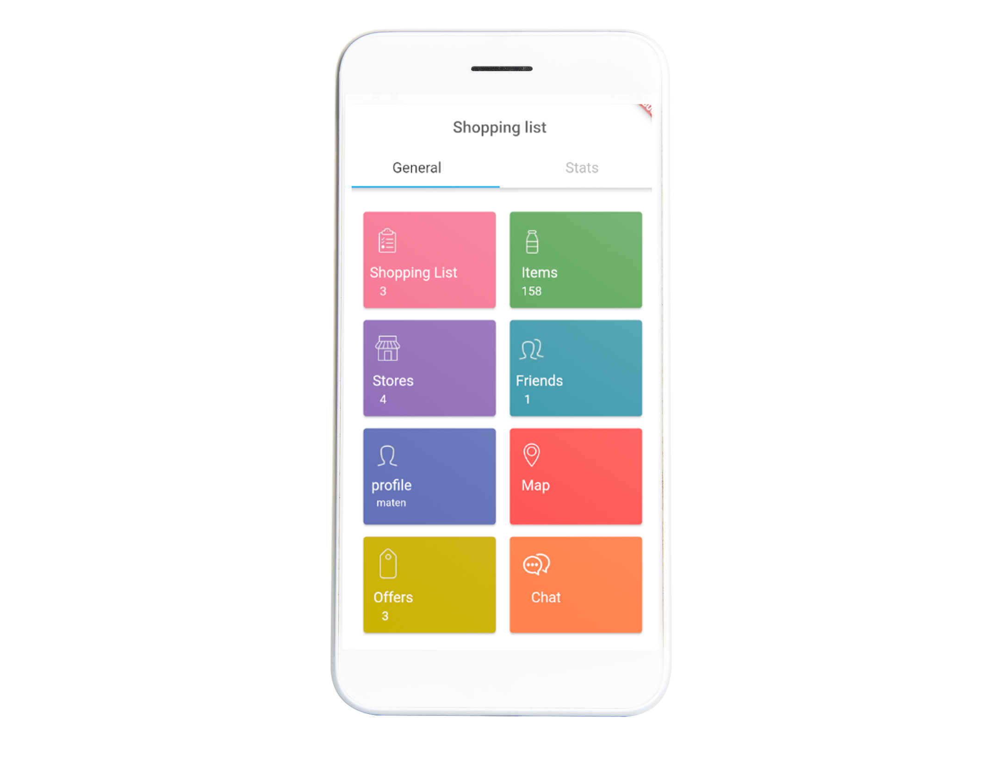 Shopping list
General
Stats
Shopping List
3
Items
158
Stores
4
Friends
1
profile
maten
Map
Offers
3
Chat